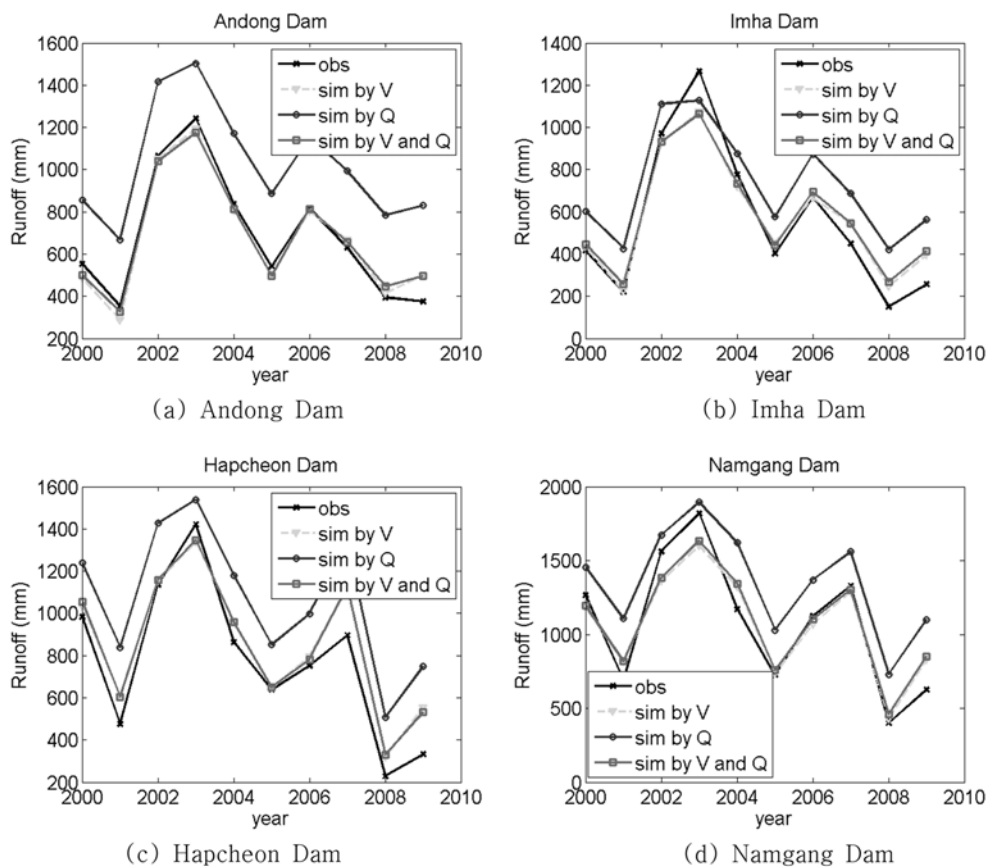 Andong Dam
1600
1400
1200
1000
800
600
400
200
Runoff (mm)
obs
sim by V
sim by Q
sim by V and Q
2000
2002
2004
2006
2008
2010
year
(a) Andong Dam
Imha Dam
1400
1200
1000
800
600
400
200
0
Runoff (mm)
obs
sim by V
sim by Q
sim by V and Q
2000
2002
2004
2006
2008
2010
year
(b) Imha Dam
Hapcheon Dam
1600
1400
1200
1000
800
600
400
200
Runoff (mm)
obs
sim by V
sim by Q
sim by V and Q
2000
2002
2004
2006
2008
2010
year
(c) Hapcheon Dam
Namgang Dam
2000
1500
1000
500
0
Runoff (mm)
obs
sim by V
sim by Q
sim by V and Q
2000
2002
2004
2006
2008
2010
year
(d) Namgang Dam